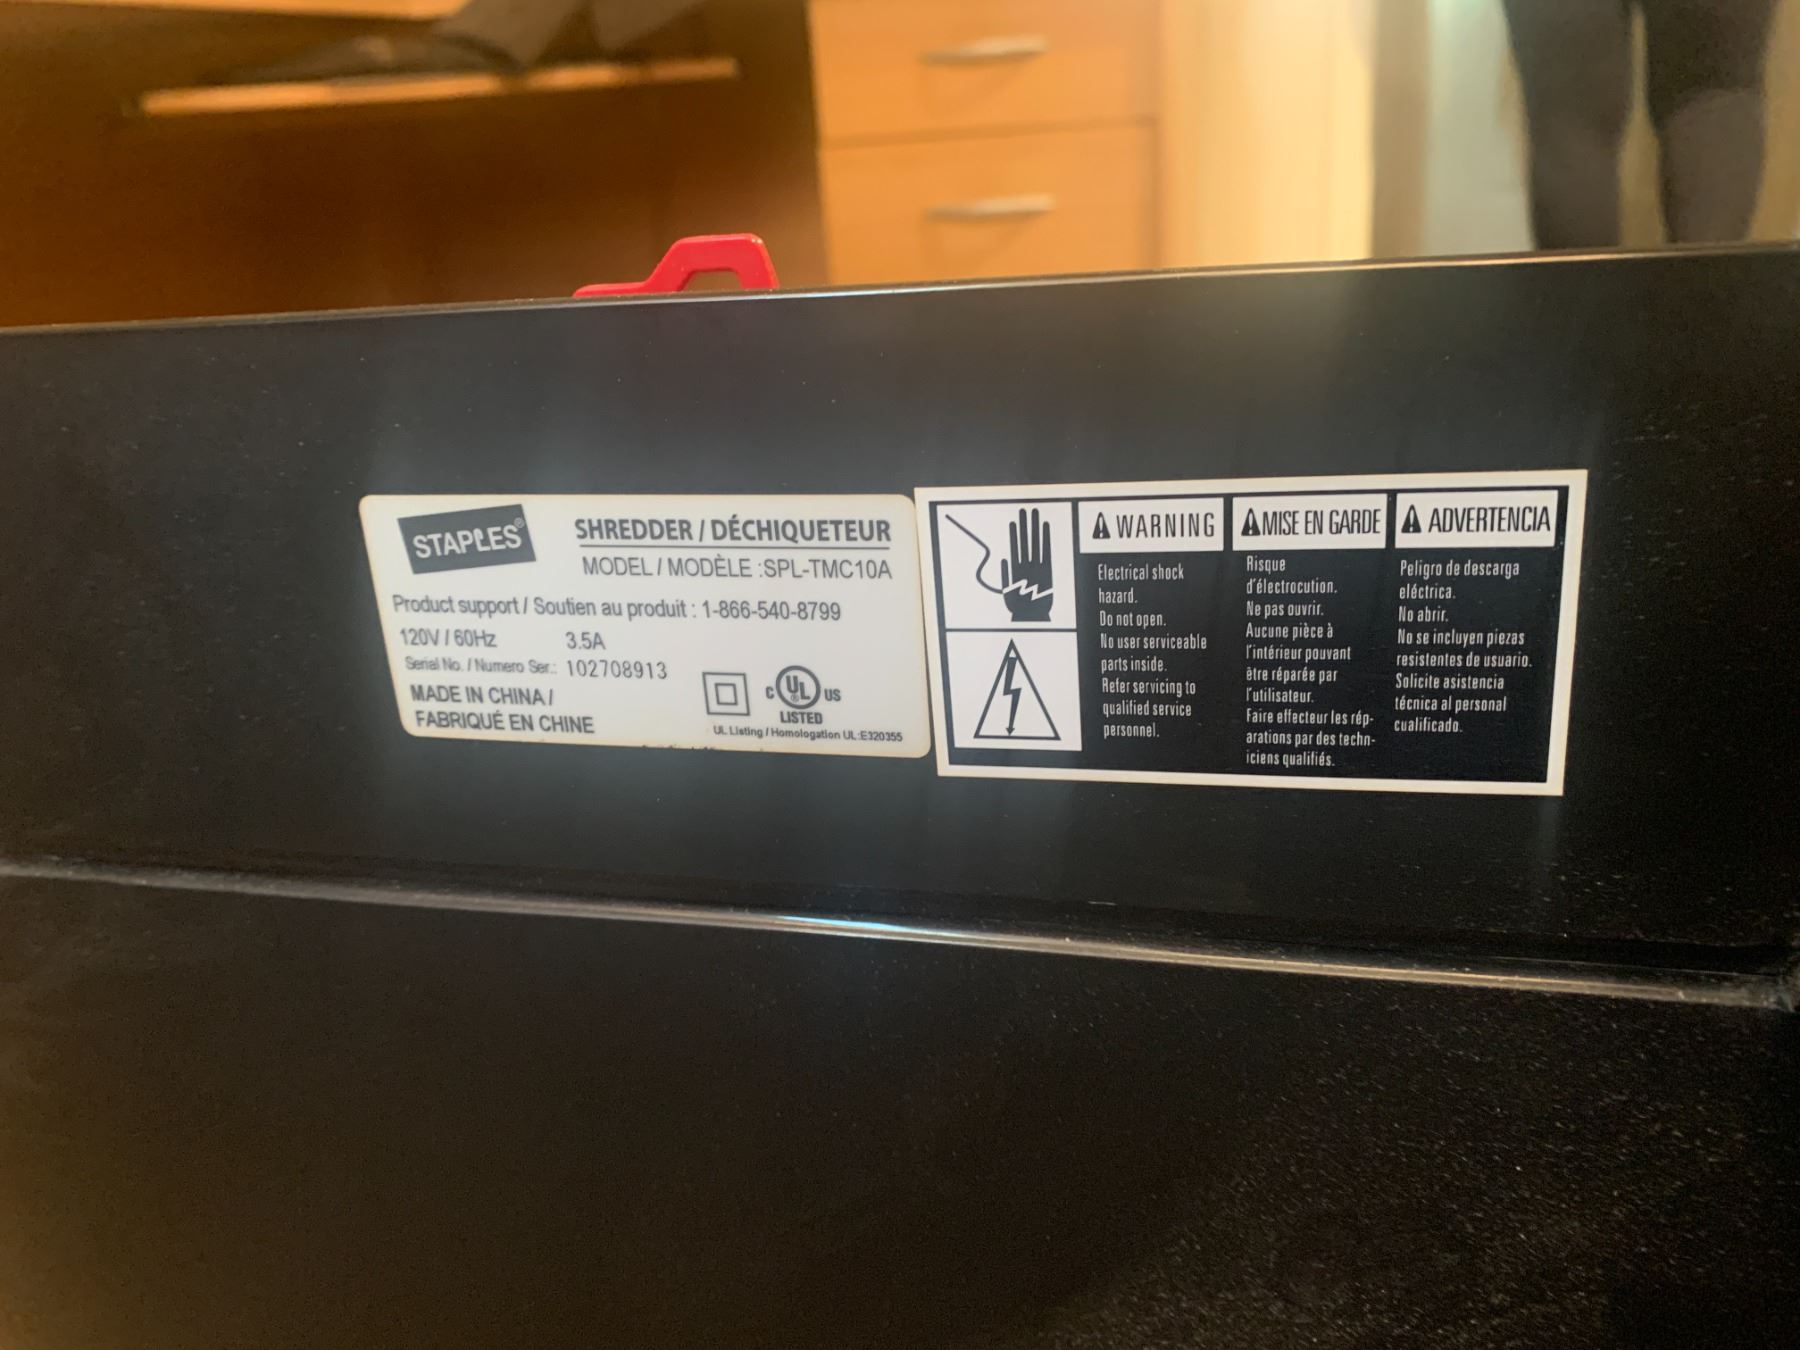 STAPLES®
SHREDDER / DÉCHIQUETEUR
MODEL / MODÈLE :SPL-TMC10A
Product support / Soutien au produit : 1-866-540-8799
120V / 60Hz 3.5A
Serial No. / Numero Ser.: 102708913
MADE IN CHINA /
FABRIQUÉ EN CHINE
C UL US
LISTED
UL Listing / Homologation UL:E320355
WARNING
Electrical shock
hazard.
Do not open.
No user serviceable
parts inside.
Refer servicing to
qualified service
personnel.
MISE EN GARDE
Risque
d'électrocution.
Ne pas ouvrir.
Aucune pièce à
l'intérieur pouvant
être réparée par
l'utilisateur.
Faire effecteur les rép-
arations par des techn-
iciens qualifiés.
ADVERTENCIA
Peligro de descarga
eléctrica.
No abrir.
No se incluyen piezas
resistentes de usuario.
Solicite asistencia
técnica al personal
cualificado.